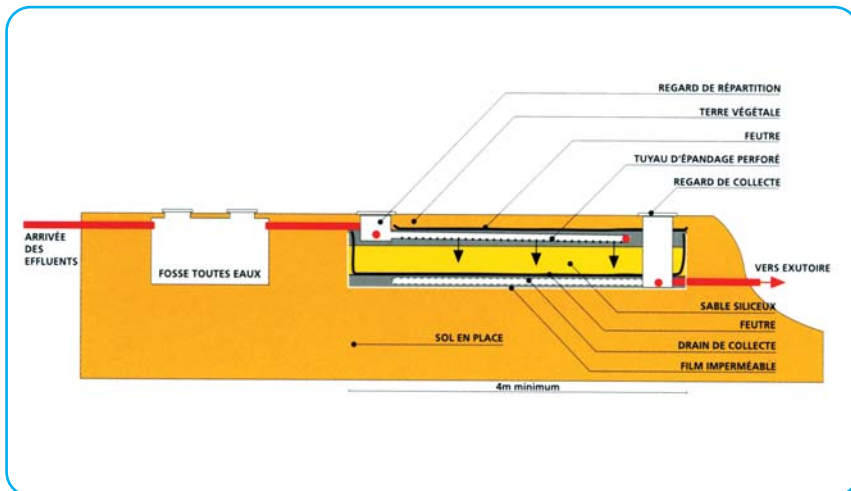 REGARD DE RÉPARTITION
TERRE VÉGÉTALE
FEUTRE
TUYAU D'ÉPANDAGE PERFORÉ
REGARD DE COLLECTE
ARRIVÉE
DES
EFFLUENTS
FOSSE TOUTES EAUX
VERS EXUTOIRE
SABLE SILICEUX
FEUTRE
SOL EN PLACE
DRAIN DE COLLECTE
FILM IMPERMÉABLE
4m minimum